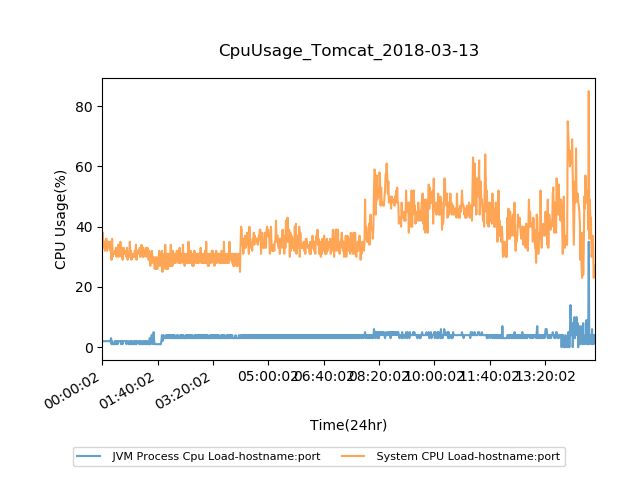 CpuUsage_Tomcat_2018-03-13
80
60
40
20
0
CPU Usage(%)
00:00:02
01:40:02
03:20:02
05:00:02
06:40:02
08:20:02
10:00:02
11:40:02
13:20:02
Time(24hr)
JVM Process Cpu Load-hostname:port
System CPU Load-hostname:port